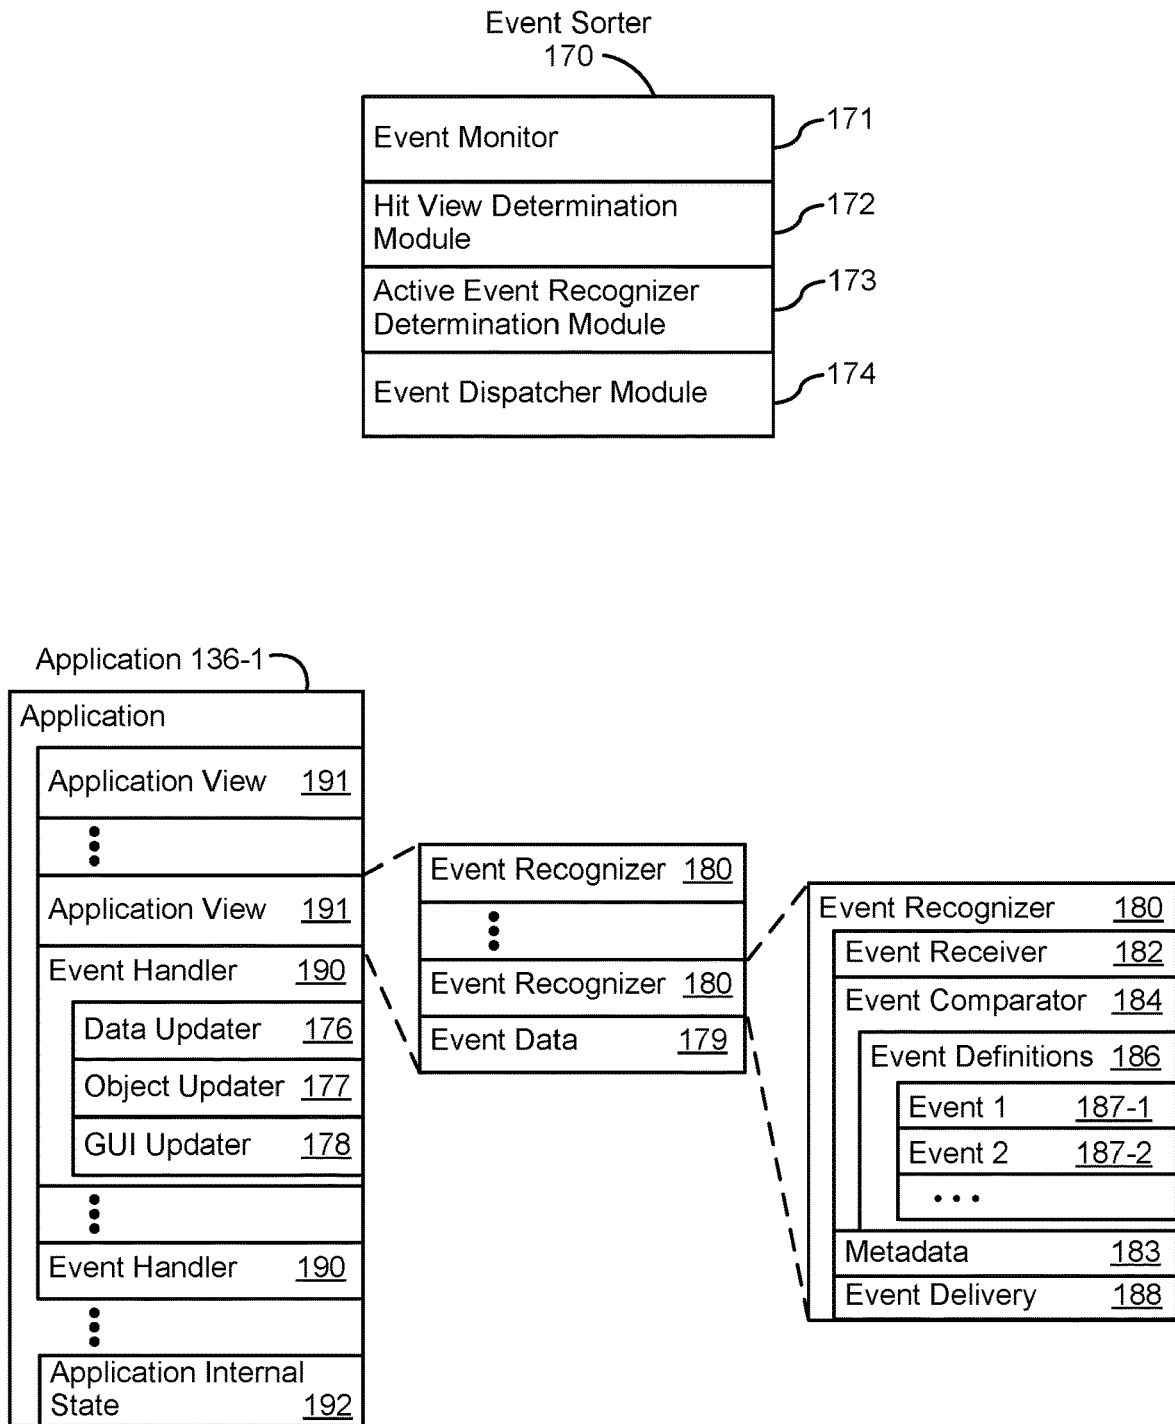 Event Sorter
170
Event Monitor
171
Hit View Determination
Module
172
Active Event Recognizer
Determination Module
173
Event Dispatcher Module
174
Application 136-1
Application
Application View 191
Application View 191
Event Handler 190
Data Updater 176
Object Updater 177
GUI Updater 178
Event Handler 190
Application Internal
State 192
Event Recognizer 180
Event Recognizer 180
Event Data 179
Event Recognizer 180
Event Receiver 182
Event Comparator 184
Event Definitions 186
Event 1 187-1
Event 2 187-2
• • •
Metadata 183
Event Delivery 188